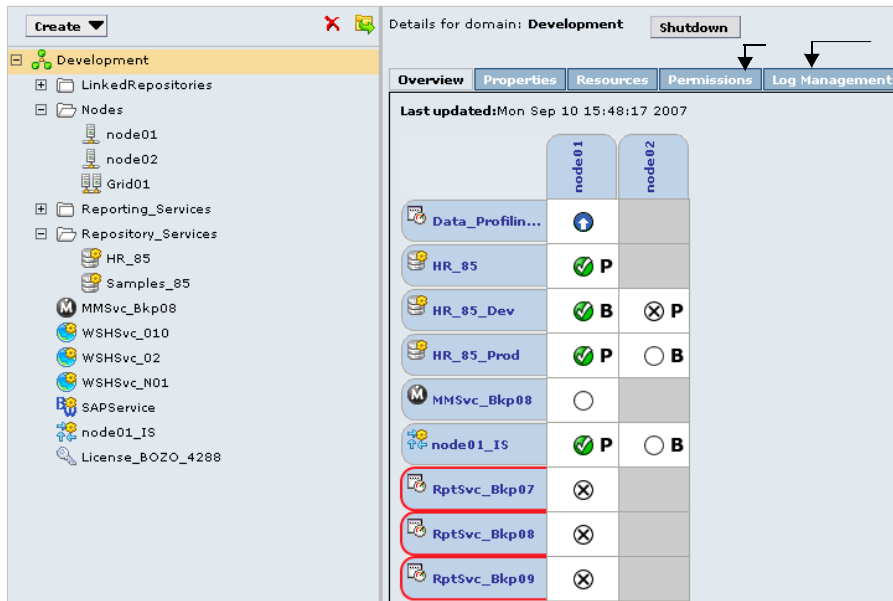 Create
Development
LinkedRepositories
Nodes
node01
node02
Grid01
Reporting_Services
Repository_Services
HR_85
Samples_85
MMSvc_Bkp08
WSHSvc_010
WSHSvc_02
WSHSvc_N01
SAPService
node01_IS
License_BOZO_4288
Details for domain: Development
Shutdown
Overview Properties Resources Permissions Log Management
Last updated:Mon Sep 10 15:48:17 2007
node01 node02
Data_Profilin...
HR_85 P
HR_85_Dev B P
HR_85_Prod P B
MMSvc_Bkp08
node01_IS P B
RptSvc_Bkp07
RptSvc_Bkp08
RptSvc_Bkp09